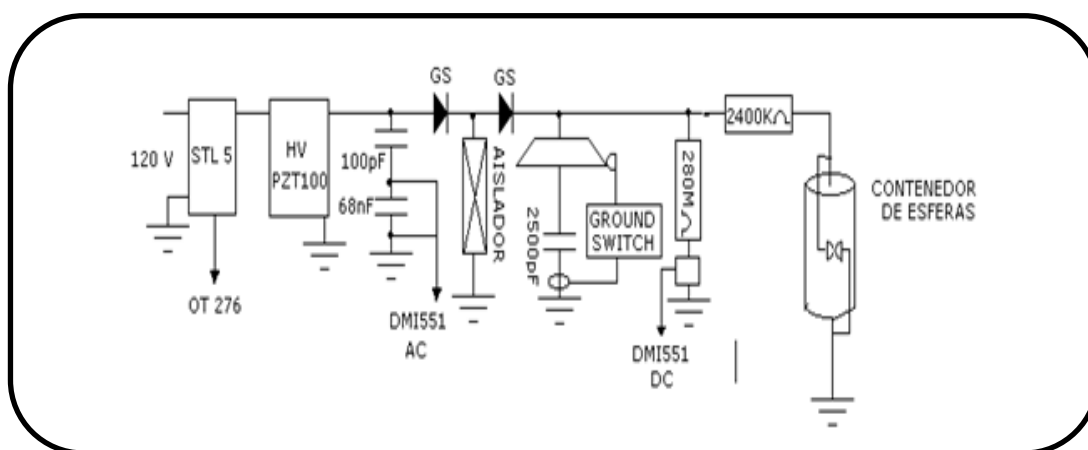 GS
GS
120 V
STL 5
HV
PZT100
100pF
68nF
AISLADOR
2500pF
GROUND
SWITCH
280M
2400K
CONTENEDOR
DE ESFERAS
OT 276
DMI551
AC
DMI551
DC